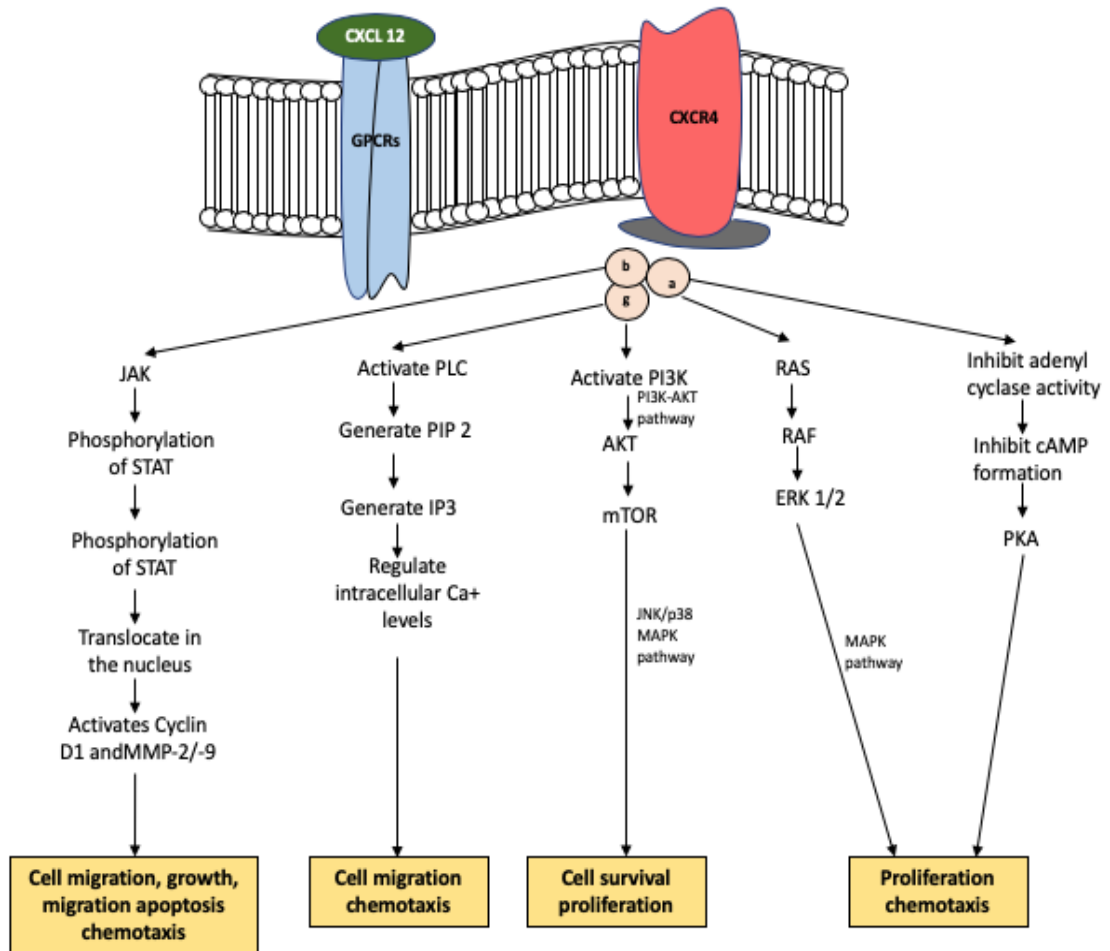 CXCL 12
GPCRs
CXCR4
b
a
g
JAK
Phosphorylation
of STAT
Phosphorylation
of STAT
Translocate in
the nucleus
Activates Cyclin
D1 andMMP-2/-9
Cell migration, growth,
migration apoptosis
chemotaxis
Activate PLC
Generate PIP 2
Generate IP3
Regulate
intracellular Ca+
levels
Cell migration
chemotaxis
Activate PI3K
PI3K-AKT
pathway
AKT
mTOR
JNK/p38
MAPK
pathway
Cell survival
proliferation
RAS
RAF
ERK 1/2
MAPK
pathway
Inhibit adenyl
cyclase activity
Inhibit cAMP
formation
PKA
Proliferation
chemotaxis